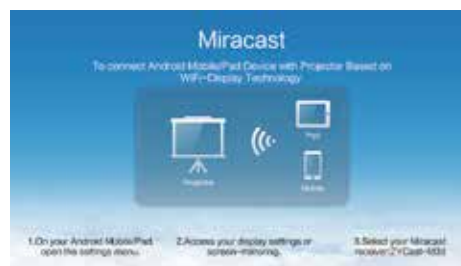 Miracast
To connect Android Mobile/Pad Device with Projector Based on
WiFi-Display Technology
Pad
Projector
Mobile
1.On your Android Mobile/Pad
open the settings menu.
2.Access your display settings or
screen-mirroring.
3.Select your Miracast
receiver: